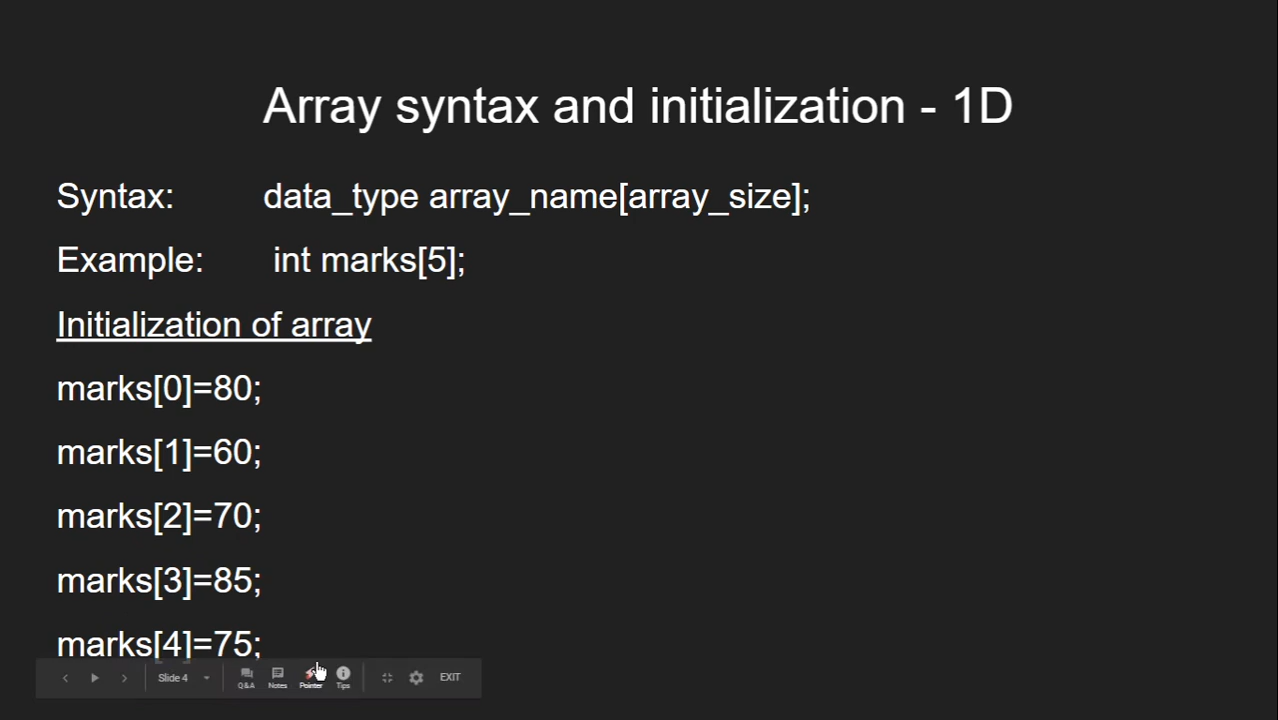 Array syntax and initialization - 1D
Syntax: data_type array_name[array_size];
Example: int marks[5];
Initialization of array
marks[0]=80;
marks[1]=60;
marks[2]=70;
marks[3]=85;
marks[4]=75;
Slide 4 Q&A Notes Pointer Tips EXIT